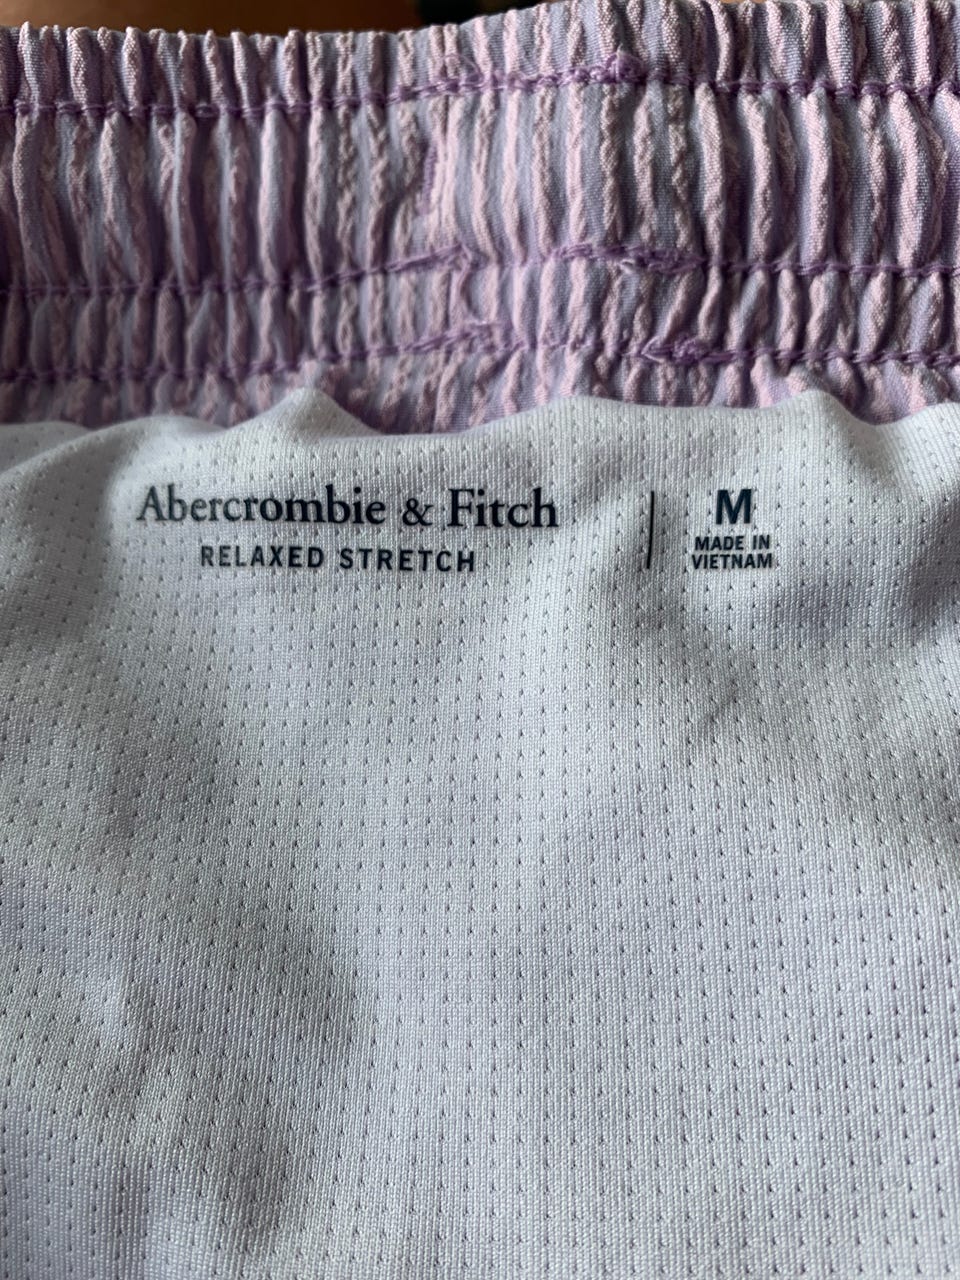 Abercrombie & Fitch
RELAXED STRETCH
M
MADE IN
VIETNAM